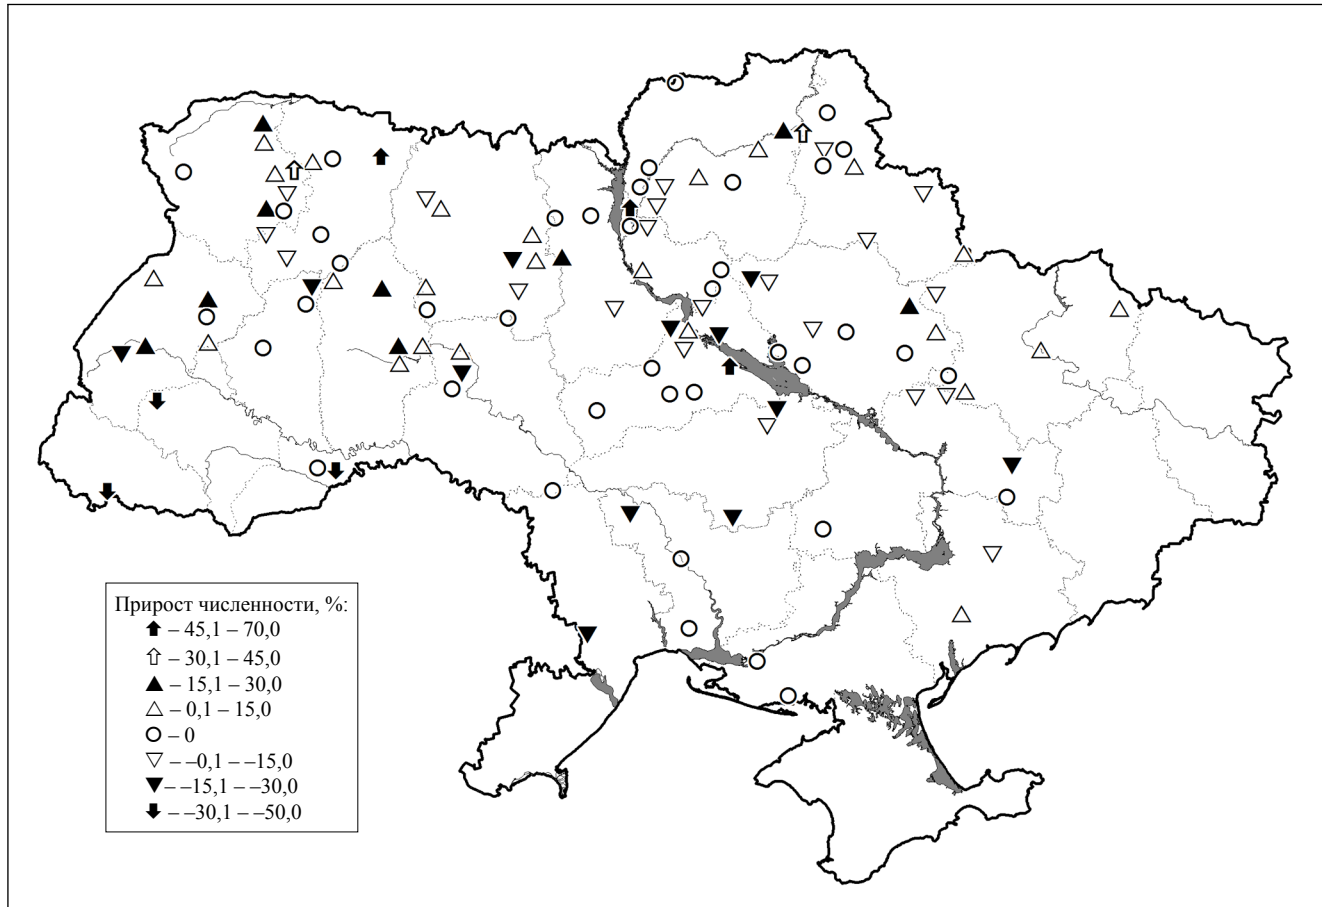 Прирост численности, %:
– 45,1 – 70,0
– 30,1 – 45,0
– 15,1 – 30,0
– 0,1 – 15,0
– 0
– –0,1 – –15,0
– –15,1 – –30,0
– –30,1 – –50,0